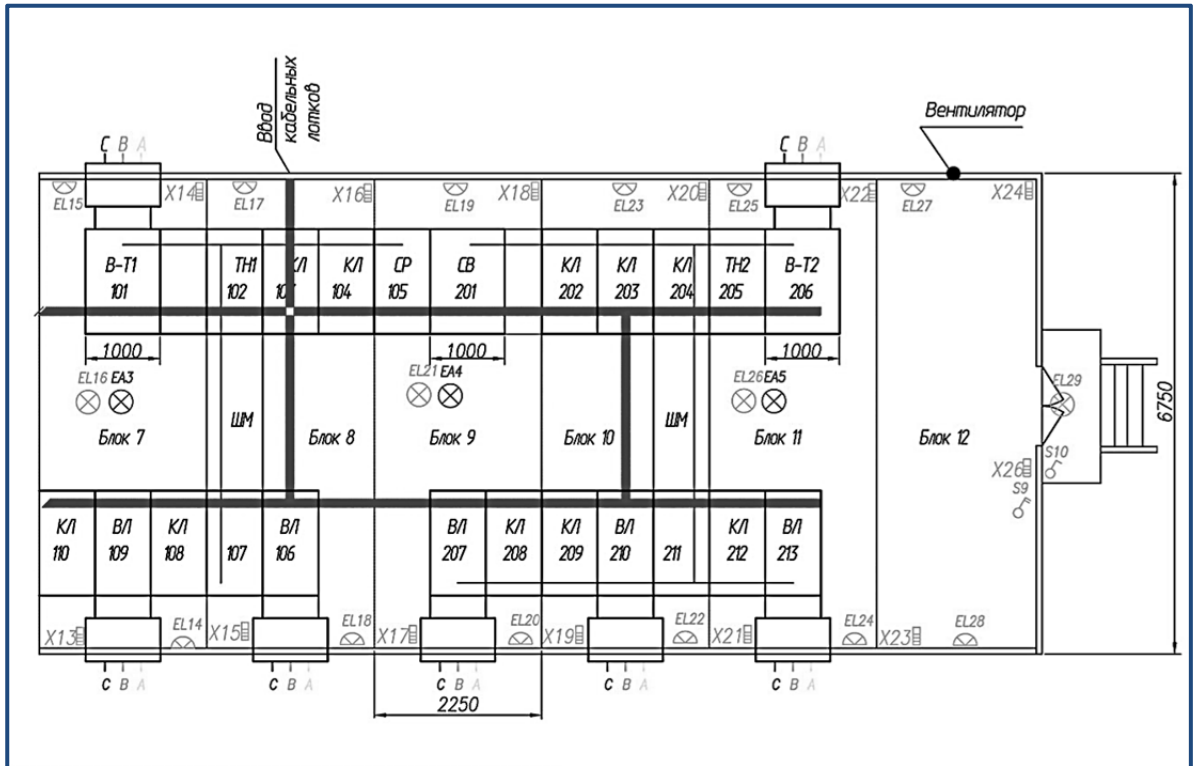 Ввод
кабельных
лотков
Вентилятор
C B A
C B A
EL15
X14
EL17
X16
EL19
X18
EL23
X20
EL25
X22
EL27
X24
В-Т1
101
ТН1
102
КЛ
103
КЛ
104
СР
105
СВ
201
КЛ
202
КЛ
203
КЛ
204
ТН2
205
В-Т2
206
1000
1000
1000
EL16 EA3
EL21 EA4
EL26 EA5
EL29
6750
ШМ
ШМ
Блок 7
Блок 8
Блок 9
Блок 10
Блок 11
Блок 12
S10
X26
S9
КЛ
110
ВЛ
109
КЛ
108
107
ВЛ
106
ВЛ
207
КЛ
208
КЛ
209
ВЛ
210
211
КЛ
212
ВЛ
213
X13
EL14
X15
EL18
X17
EL20
X19
EL22
X21
EL24
X23
EL28
C B A
C B A
C B A
C B A
C B A
2250